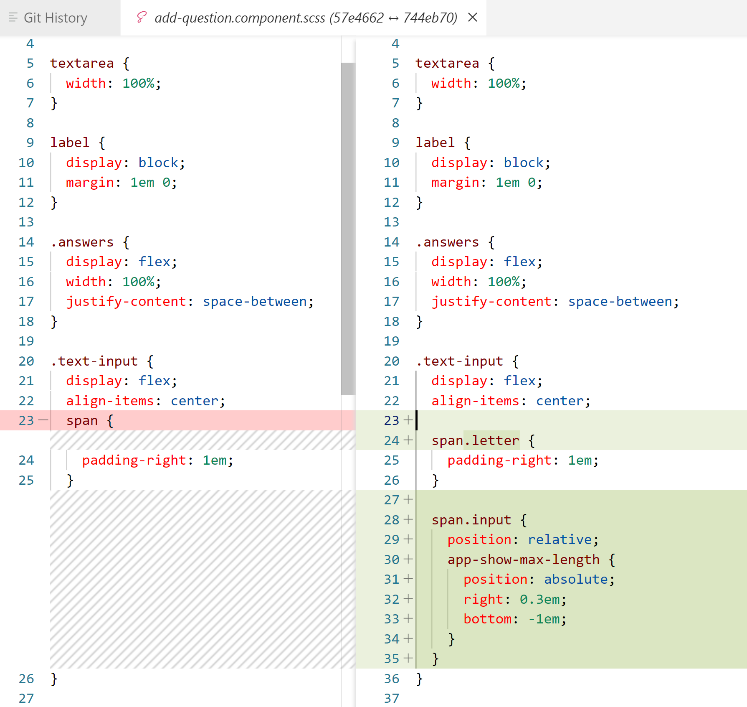 Git History
add-question.component.scss (57e4662 ↔ 744eb70) ×
4
5 textarea {
6 width: 100%;
7 }
8
9 label {
10 display: block;
11 margin: 1em 0;
12 }
13
14 .answers {
15 display: flex;
16 width: 100%;
17 justify-content: space-between;
18 }
19
20 .text-input {
21 display: flex;
22 align-items: center;
23 − span {
24 padding-right: 1em;
25 }
26 }
27
4
5 textarea {
6 width: 100%;
7 }
8
9 label {
10 display: block;
11 margin: 1em 0;
12 }
13
14 .answers {
15 display: flex;
16 width: 100%;
17 justify-content: space-between;
18 }
19
20 .text-input {
21 display: flex;
22 align-items: center;
23 +
24 + span.letter {
25 padding-right: 1em;
26 }
27 +
28 + span.input {
29 + position: relative;
30 + app-show-max-length {
31 + position: absolute;
32 + right: 0.3em;
33 + bottom: -1em;
34 + }
35 + }
36 }
37